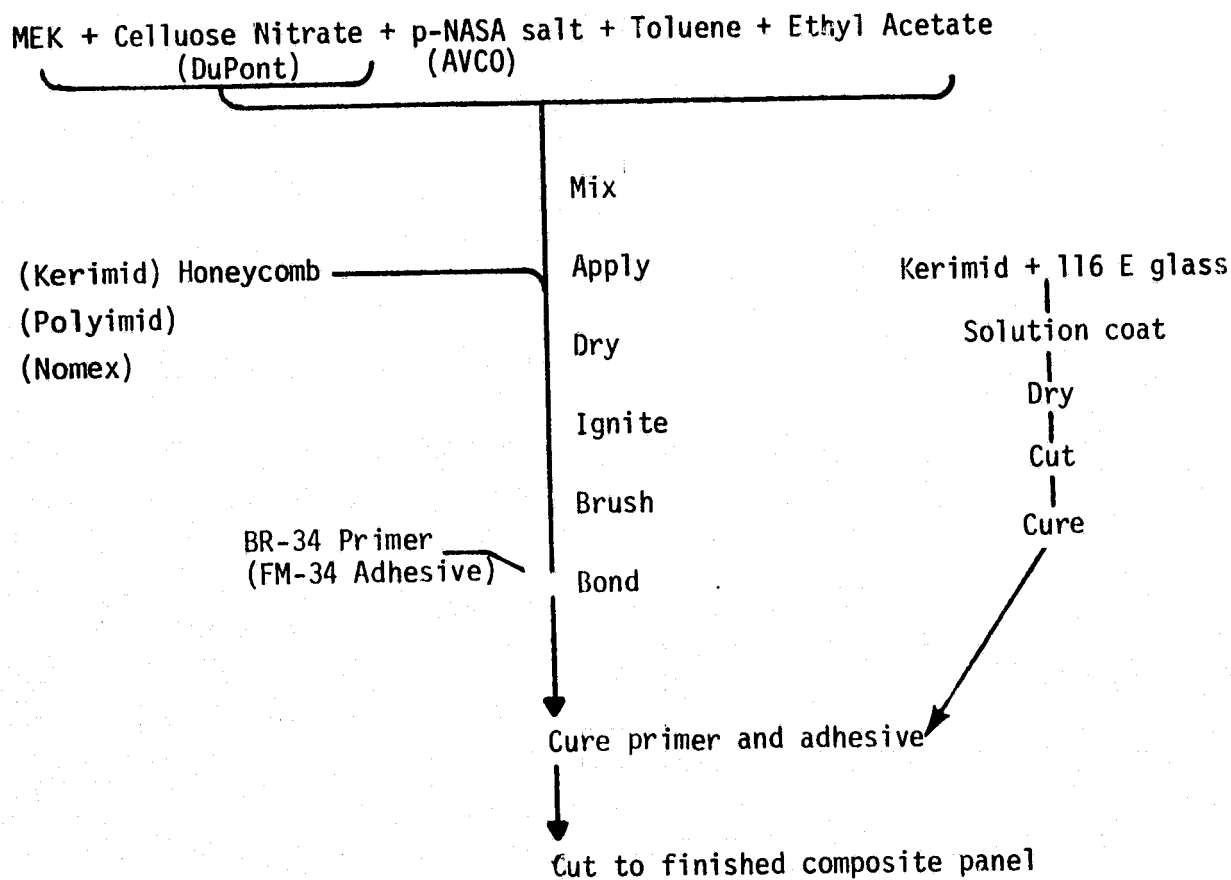 MEK + Celluose Nitrate + p-NASA salt + Toluene + Ethyl Acetate
(DuPont) (AVCO)
Mix
(Kerimid) Honeycomb
(Polyimid)
(Nomex)
Apply
Dry
Ignite
Brush
BR-34 Primer
(FM-34 Adhesive)
Bond
Kerimid + 116 E glass
Solution coat
Dry
Cut
Cure
Cure primer and adhesive
Cut to finished composite panel